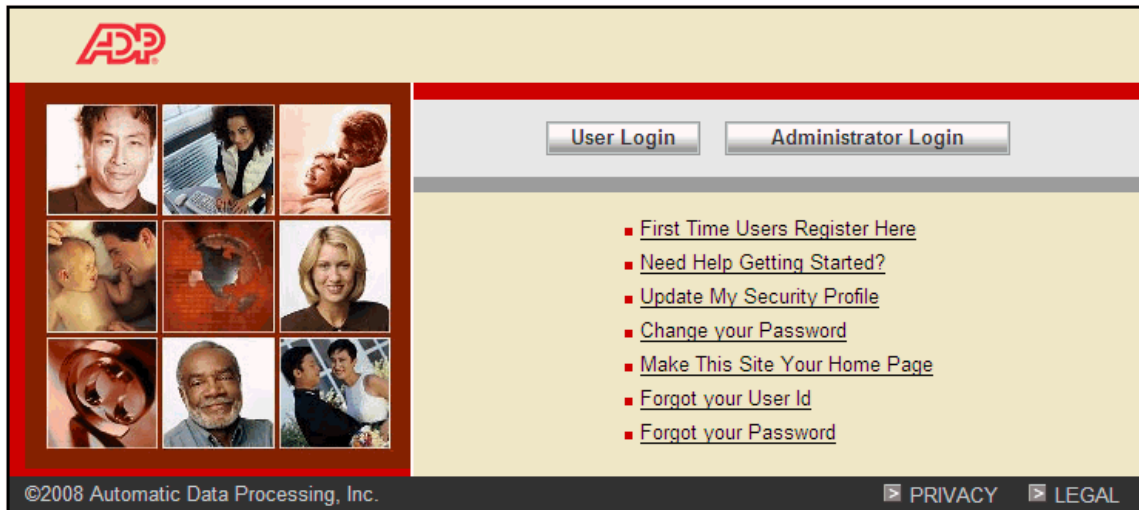 ADP
User Login
Administrator Login
First Time Users Register Here
Need Help Getting Started?
Update My Security Profile
Change your Password
Make This Site Your Home Page
Forgot your User Id
Forgot your Password
©2008 Automatic Data Processing, Inc.
PRIVACY
LEGAL